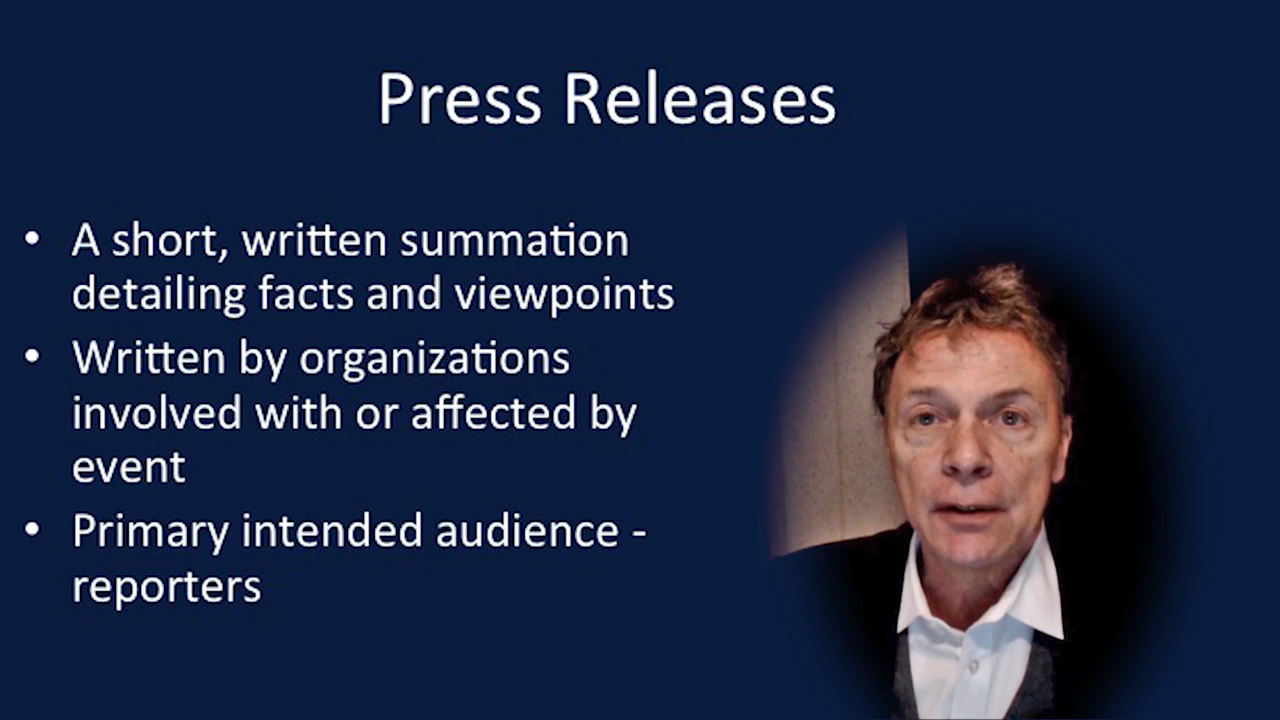 Press Releases
• A short, written summation
detailing facts and viewpoints
• Written by organizations
involved with or affected by
event
• Primary intended audience -
reporters